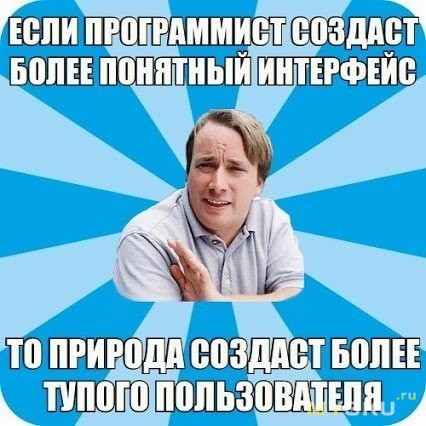 ЕСЛИ ПРОГРАММИСТ СОЗДАСТ
БОЛЕЕ ПОНЯТНЫЙ ИНТЕРФЕЙС
ТО ПРИРОДА СОЗДАСТ БОЛЕЕ
ТУПОГО ПОЛЬЗОВАТЕЛЯ